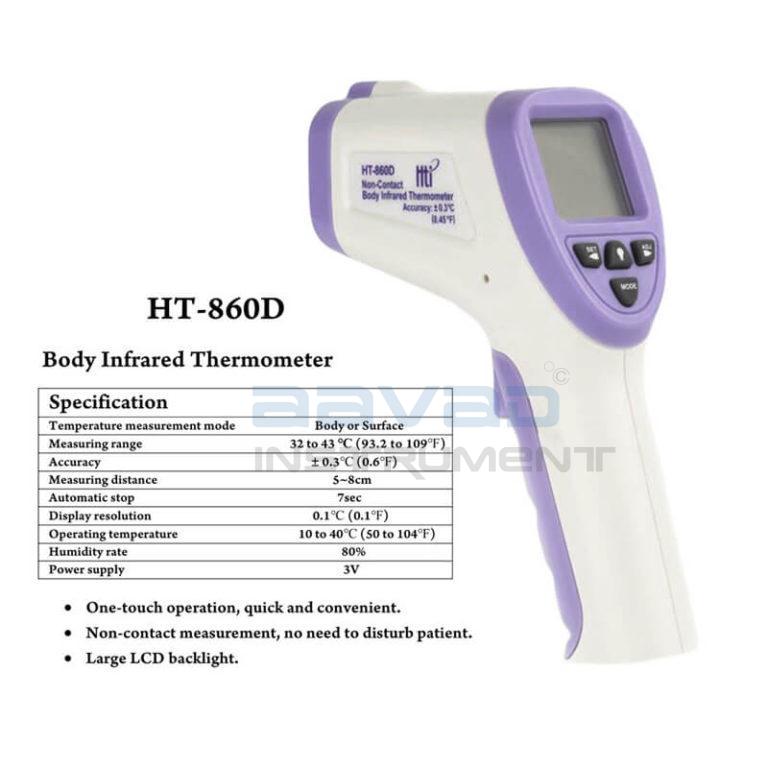 HT-860D
Non-Contact
Body Infrared Thermometer
Accuracy: ±0.3℃
(0.45°F)
Hti
SET
ADJ
MODE
HT-860D
Body Infrared Thermometer
Specification
Temperature measurement mode Body or Surface
Measuring range 32 to 43 ℃ (93.2 to 109℉)
Accuracy ± 0.3℃ (0.6℉)
Measuring distance 5~8cm
Automatic stop 7sec
Display resolution 0.1℃ (0.1℉)
Operating temperature 10 to 40℃ (50 to 104℉)
Humidity rate 80%
Power supply 3V
• One-touch operation, quick and convenient.
• Non-contact measurement, no need to disturb patient.
• Large LCD backlight.
aavad
INSTRUMENT
©